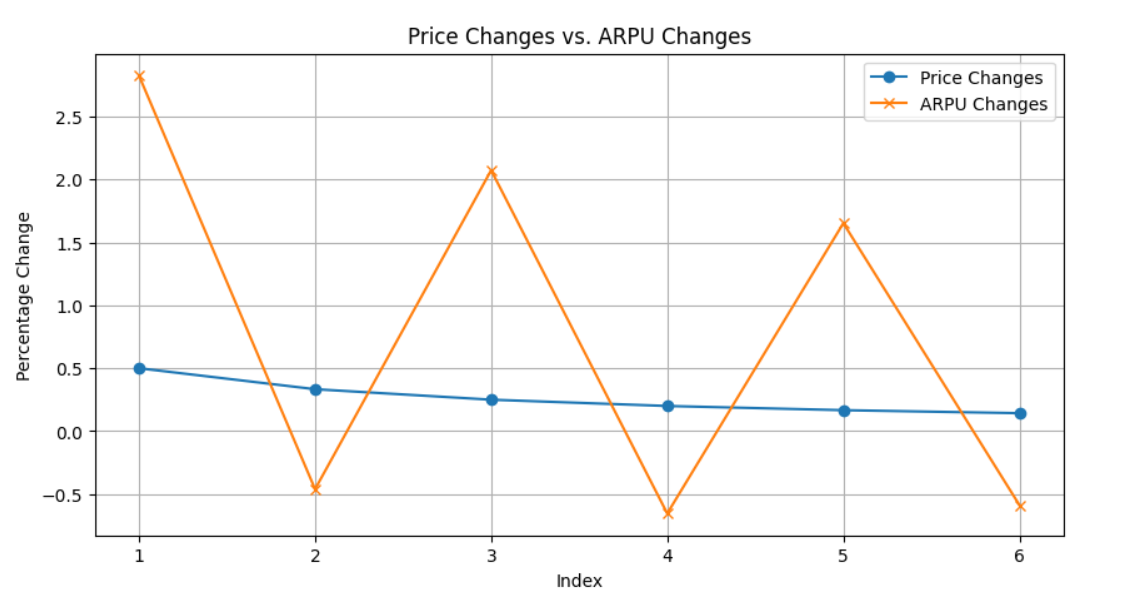 Price Changes vs. ARPU Changes
Price Changes
ARPU Changes
Percentage Change
2.5
2.0
1.5
1.0
0.5
0.0
−0.5
1 2 3 4 5 6
Index